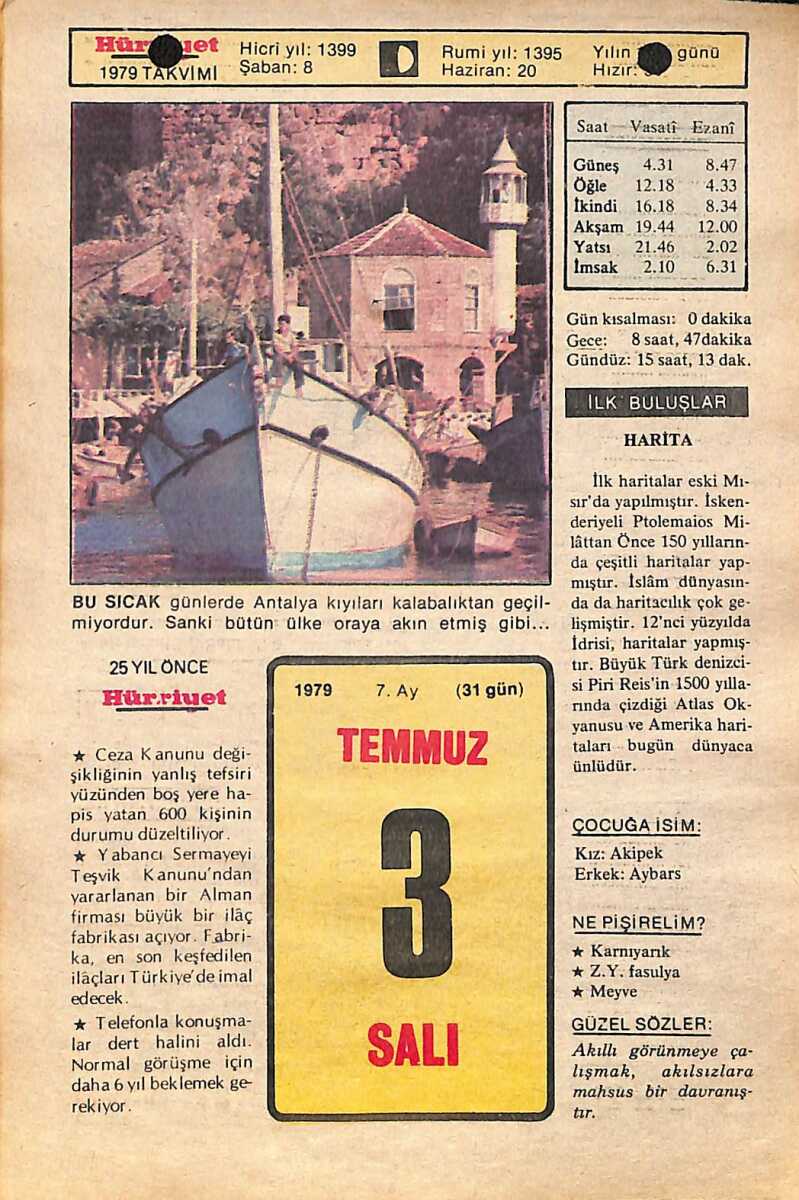 1979 TAKVİMİ
Hicri yıl: 1399
Şaban: 8
Rumi yıl: 1395
Haziran: 20
Yılın günü
Hızır:
Saat Vasatî Ezanî
Güneş 4.31 8.47
Öğle 12.18 4.33
İkindi 16.18 8.34
Akşam 19.44 12.00
Yatsı 21.46 2.02
İmsak 2.10 6.31
Gün kısalması: 0 dakika
Gece: 8 saat, 47dakika
Gündüz: 15 saat, 13 dak.
BU SICAK günlerde Antalya kıyıları kalabalıktan geçil-
miyordur. Sanki bütün ülke oraya akın etmiş gibi...
İLK BULUŞLAR
HARİTA
İlk haritalar eski Mı-
sır'da yapılmıştır. İsken-
deriyeli Ptolemaios Mi-
lâttan Önce 150 yılların-
da çeşitli haritalar yap-
mıştır. İslâm dünyasın-
da da haritacılık çok ge-
lişmiştir. 12'nci yüzyılda
İdrisi, haritalar yapmış-
tır. Büyük Türk denizci-
si Piri Reis'in 1500 yılla-
rında çizdiği Atlas Ok-
yanusu ve Amerika hari-
taları bugün dünyaca
ünlüdür.
25 YIL ÖNCE
Hürriyet
★ Ceza Kanunu deği-
şikliğinin yanlış tefsiri
yüzünden boş yere ha-
pis yatan 600 kişinin
durumu düzeltiliyor.
★ Yabancı Sermayeyi
Teşvik Kanunu'ndan
yararlanan bir Alman
firması büyük bir ilâç
fabrikası açıyor. Fabri-
ka, en son keşfedilen
ilâçları Türkiye'de imal
edecek.
★ Telefonla konuşma-
lar dert halini aldı.
Normal görüşme için
daha 6 yıl beklemek ge-
rekiyor.
1979 7. Ay (31 gün)
TEMMUZ
3
SALI
ÇOCUĞA İSİM:
Kız: Akipek
Erkek: Aybars
NE PİŞİRELİM?
★ Karnıyarık
★ Z.Y. fasulya
★ Meyve
GÜZEL SÖZLER:
Akıllı görünmeye ça-
lışmak, akılsızlara
mahsus bir davranış-
tır.